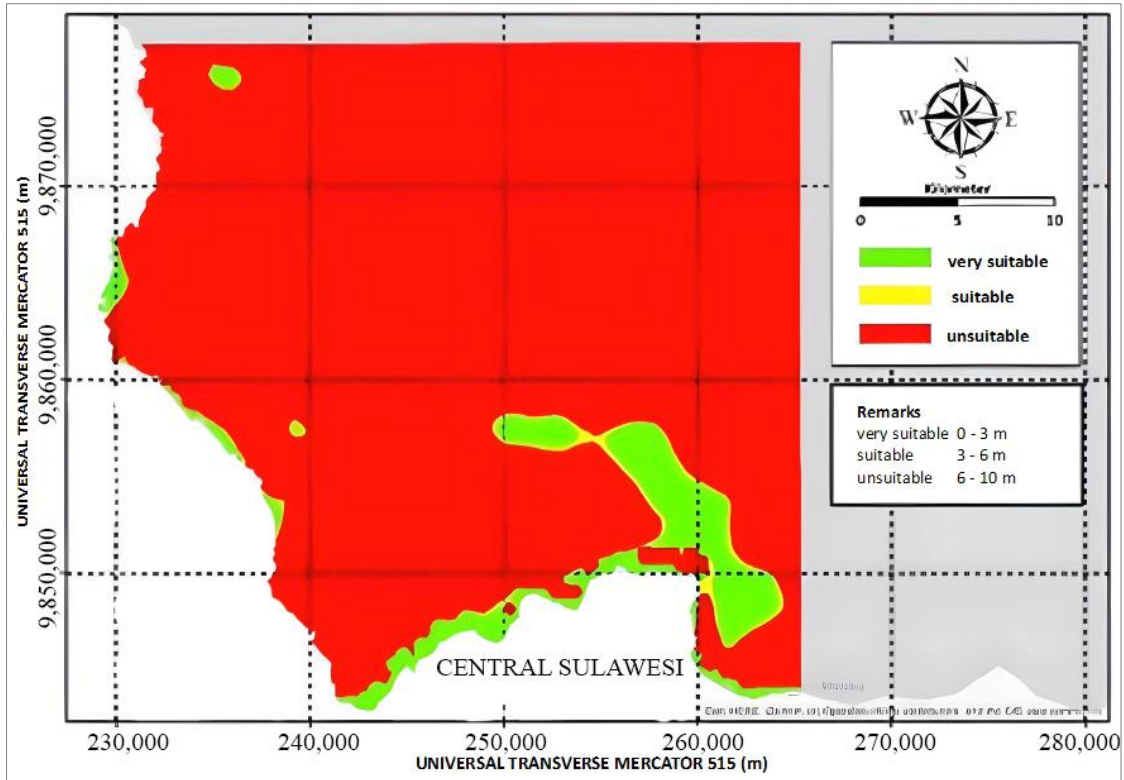 N
W E
S
0 5 10
very suitable
suitable
unsuitable
Remarks
very suitable 0 - 3 m
suitable 3 - 6 m
unsuitable 6 - 10 m
CENTRAL SULAWESI
UNIVERSAL TRANSVERSE MERCATOR 515 (m)
9,870,000
9,860,000
9,850,000
230,000 240,000 250,000 260,000 270,000 280,000
UNIVERSAL TRANSVERSE MERCATOR 515 (m)